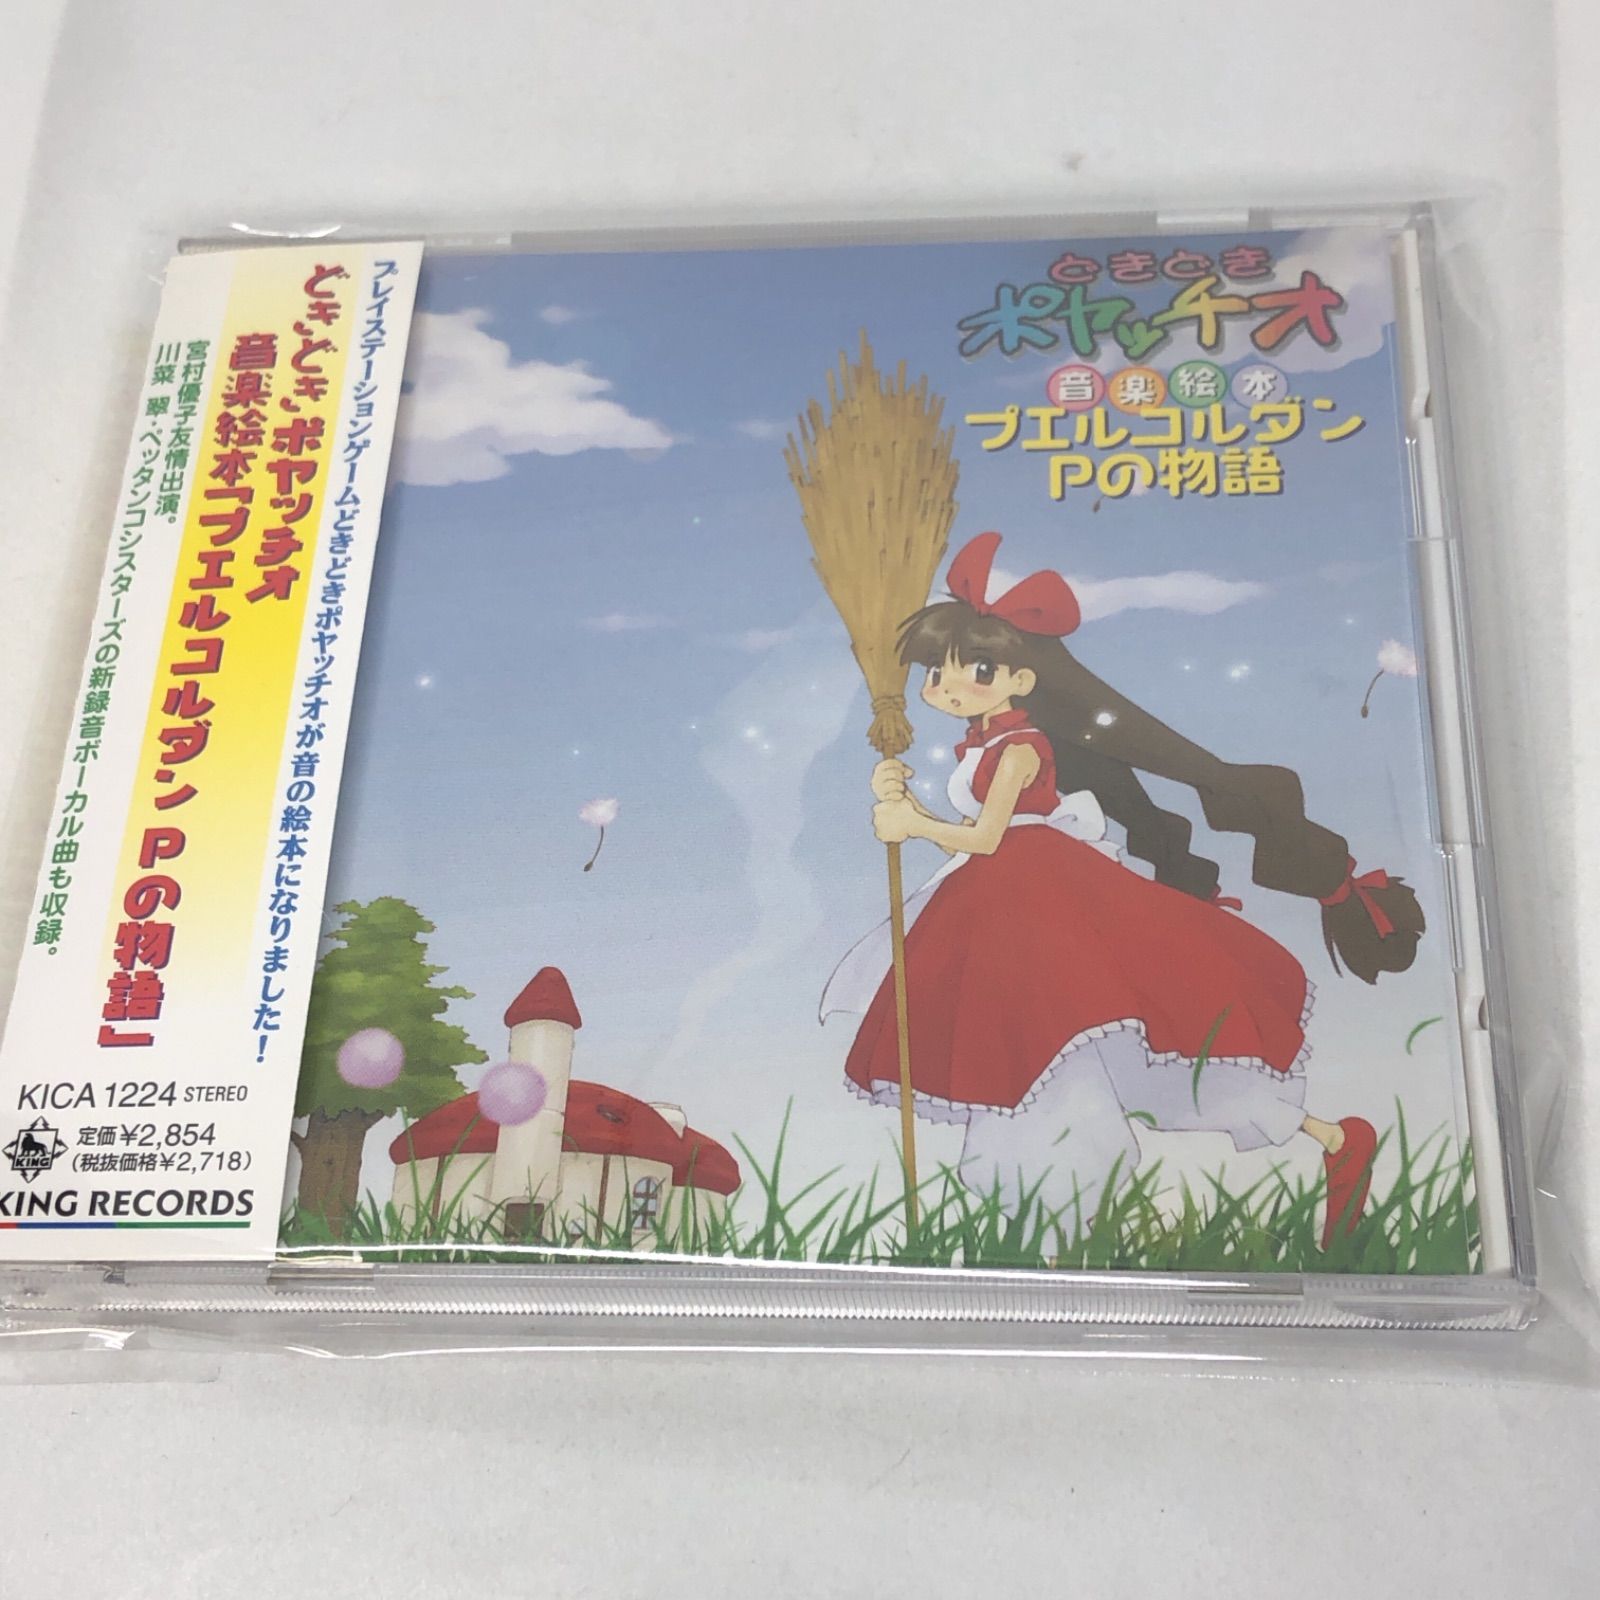 プレイステーションゲームどきどきポヤッチオが音の絵本になりました!
どきどきポヤッチオ
音楽絵本「プエルコルダン Pの物語」
宮村優子友情出演。
川菜 翠・ペッタンコシスターズの新録音ボーカル曲も収録。
KICA 1224 STEREO
KING
定価¥2,854
(税抜価格¥2,718)
KING RECORDS
どきどき
ポヤッチオ
音楽絵本
プエルコルダン
Pの物語